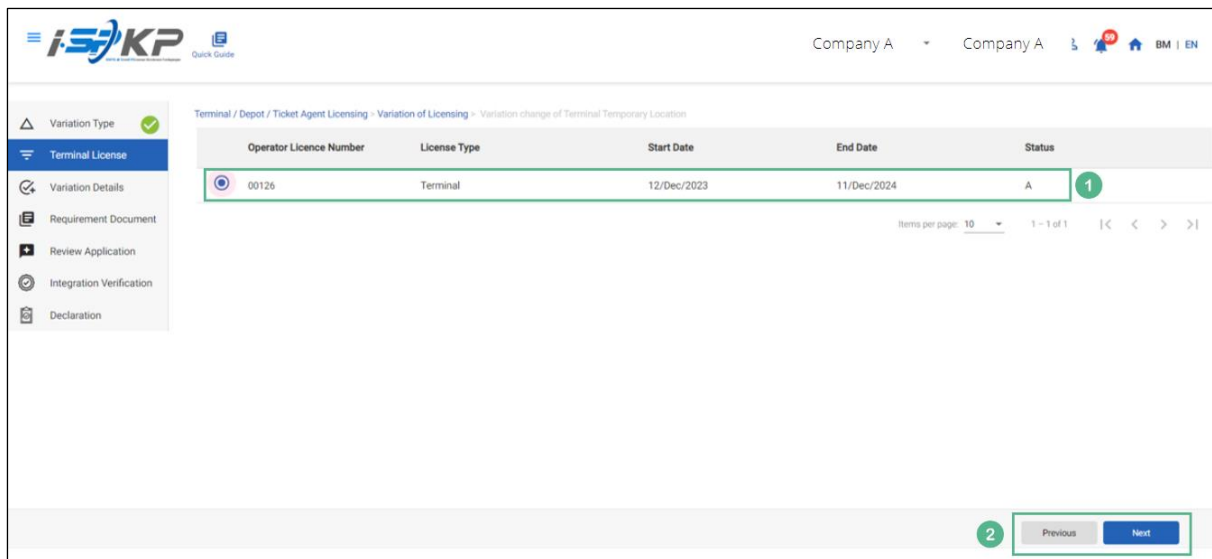 i-SPKP
Quick Guide
Company A
Company A
59
BM | EN
Variation Type
Terminal License
Variation Details
Requirement Document
Review Application
Integration Verification
Declaration
Terminal / Depot / Ticket Agent Licensing > Variation of Licensing > Variation change of Terminal Temporary Location
Operator Licence Number License Type Start Date End Date Status
00126 Terminal 12/Dec/2023 11/Dec/2024 A
1
Items per page: 10 1 – 1 of 1
2
Previous Next